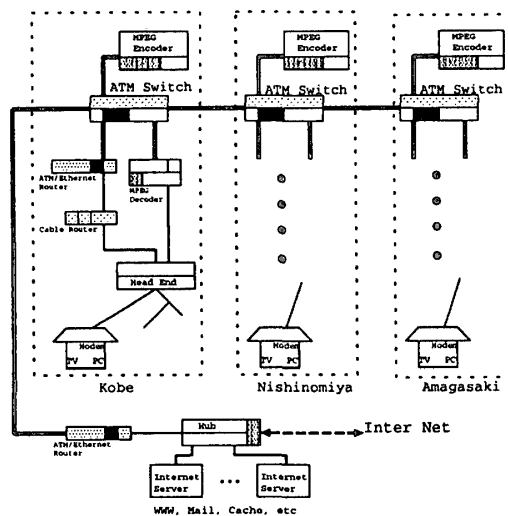 MPEG
Encoder
MPEG
Encoder
MPEG
Encoder
ATM Switch
ATM Switch
ATM Switch
ATM/Ethernet
Router
MPEG
Decoder
Cable Router
Head End
Modem
TV PC
Modem
TV PC
Modem
TV PC
Kobe
Nishinomiya
Amagasaki
ATM/Ethernet
Router
Hub
Inter Net
Internet
Server
...
Internet
Server
WWW, Mail, Cacho, etc